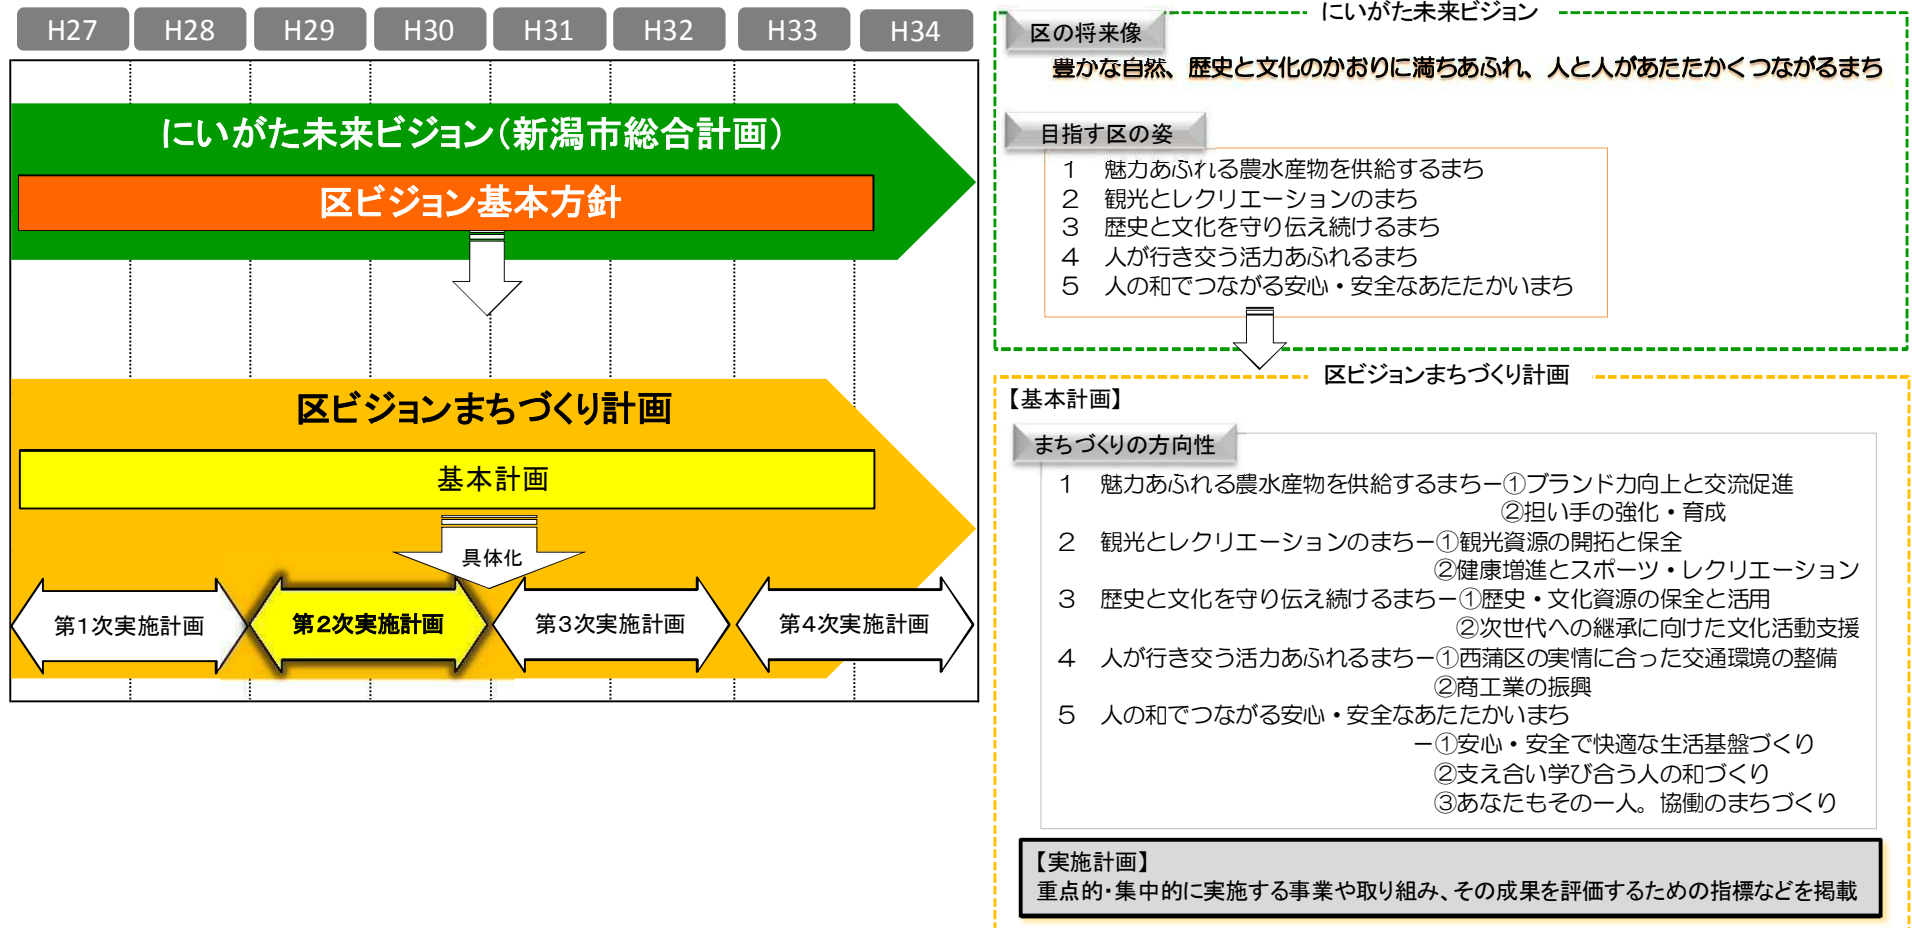 H27 H28 H29 H30 H31 H32 H33 H34
にいがた未来ビジョン(新潟市総合計画)
区ビジョン基本方針
区ビジョンまちづくり計画
基本計画
具体化
第1次実施計画 第2次実施計画 第3次実施計画 第4次実施計画
にいがた未来ビジョン
区の将来像
豊かな自然、歴史と文化のかおりに満ちあふれ、人と人があたたかくつながるまち
目指す区の姿
1 魅力あふれる農水産物を供給するまち
2 観光とレクリエーションのまち
3 歴史と文化を守り伝え続けるまち
4 人が行き交う活力あふれるまち
5 人の和でつながる安心・安全なあたたかいまち
区ビジョンまちづくり計画
【基本計画】
まちづくりの方向性
1 魅力あふれる農水産物を供給するまちー①ブランド力向上と交流促進
②担い手の強化・育成
2 観光とレクリエーションのまちー①観光資源の開拓と保全
②健康増進とスポーツ・レクリエーション
3 歴史と文化を守り伝え続けるまちー①歴史・文化資源の保全と活用
②次世代への継承に向けた文化活動支援
4 人が行き交う活力あふれるまちー①西蒲区の実情に合った交通環境の整備
②商工業の振興
5 人の和でつながる安心・安全なあたたかいまち
ー①安心・安全で快適な生活基盤づくり
②支え合い学び合う人の和づくり
③あなたもその一人。協働のまちづくり
【実施計画】
重点的・集中的に実施する事業や取り組み、その成果を評価するための指標などを掲載